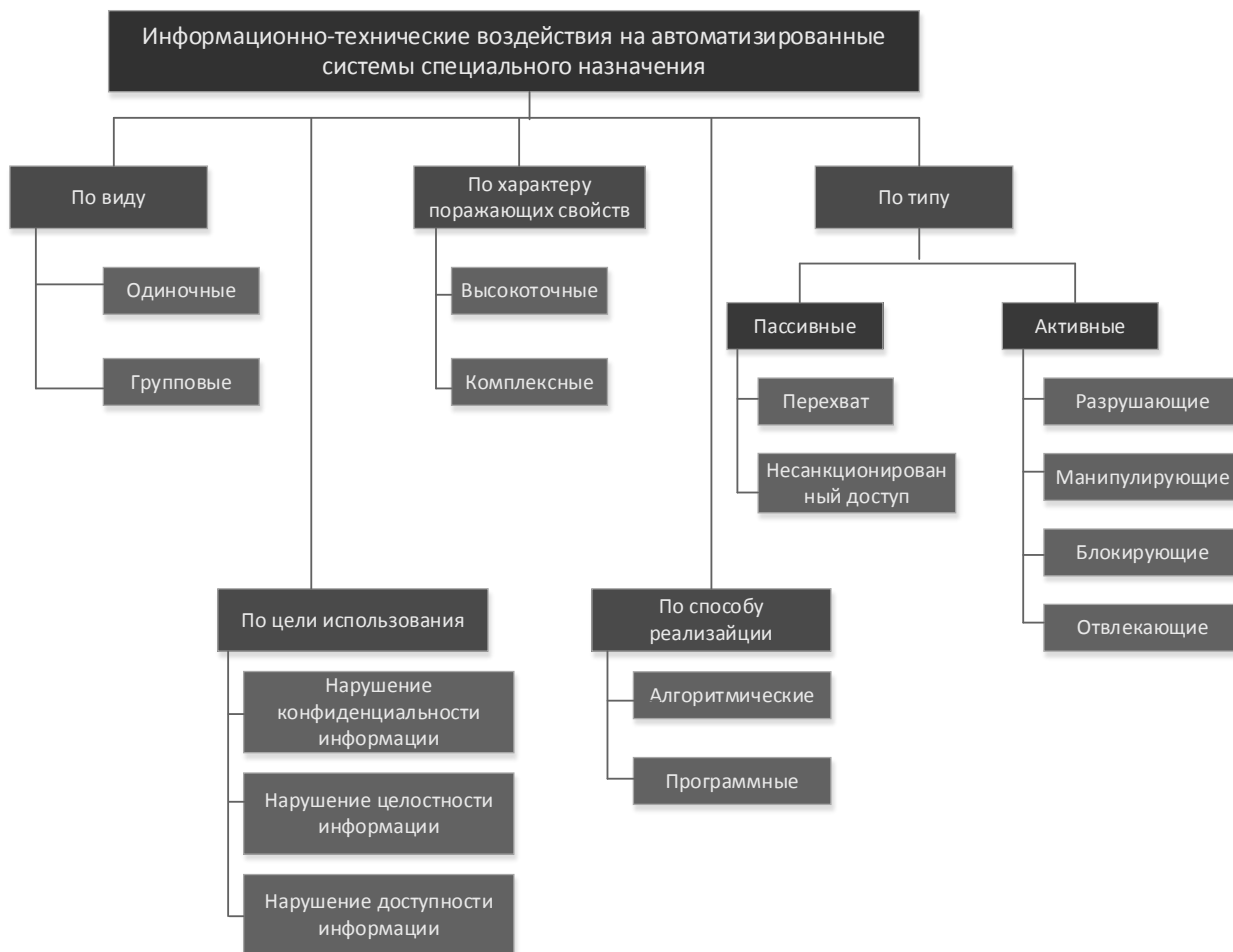 Информационно-технические воздействия на автоматизированные
системы специального назначения
По виду
Одиночные
Групповые
По характеру
поражающих свойств
Высокоточные
Комплексные
По типу
Пассивные
Перехват
Несанкционирован
ный доступ
Активные
Разрушающие
Манипулирующие
Блокирующие
Отвлекающие
По цели использования
Нарушение
конфиденциальности
информации
Нарушение целостности
информации
Нарушение доступности
информации
По способу
реализайции
Алгоритмические
Программные